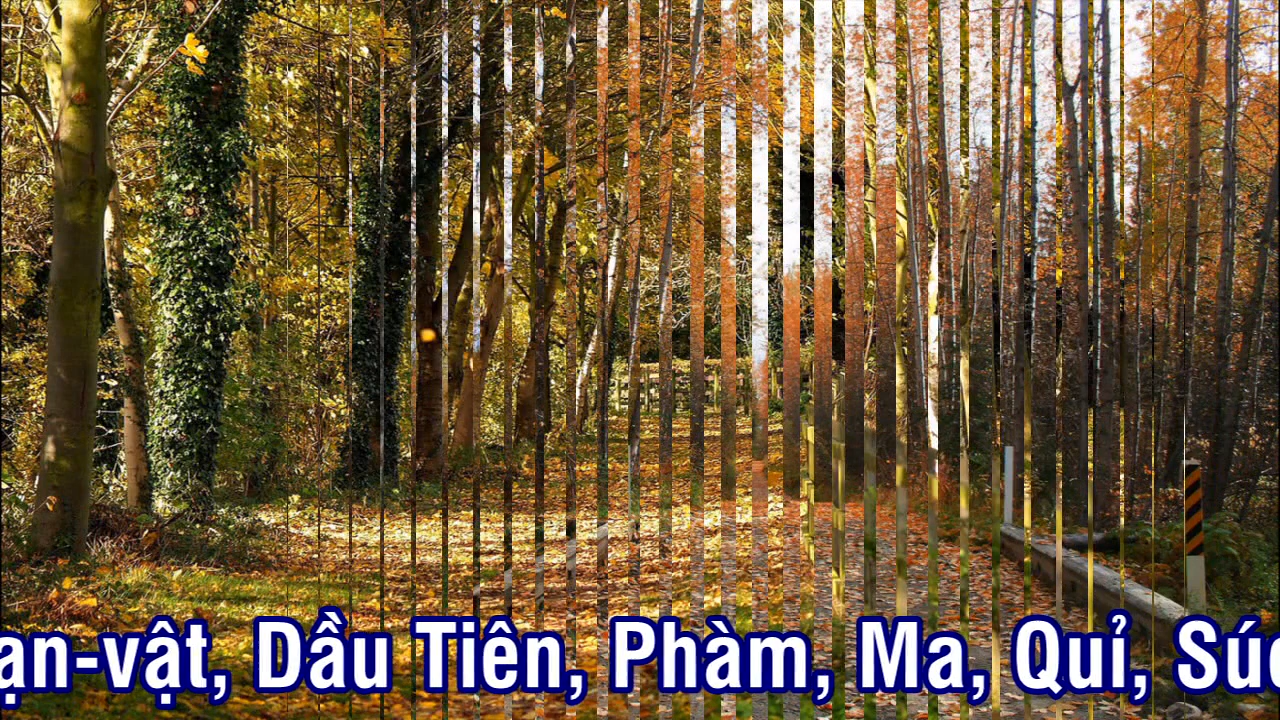 ạn-vật, Dầu Tiên, Phàm, Ma, Quỉ, Súc